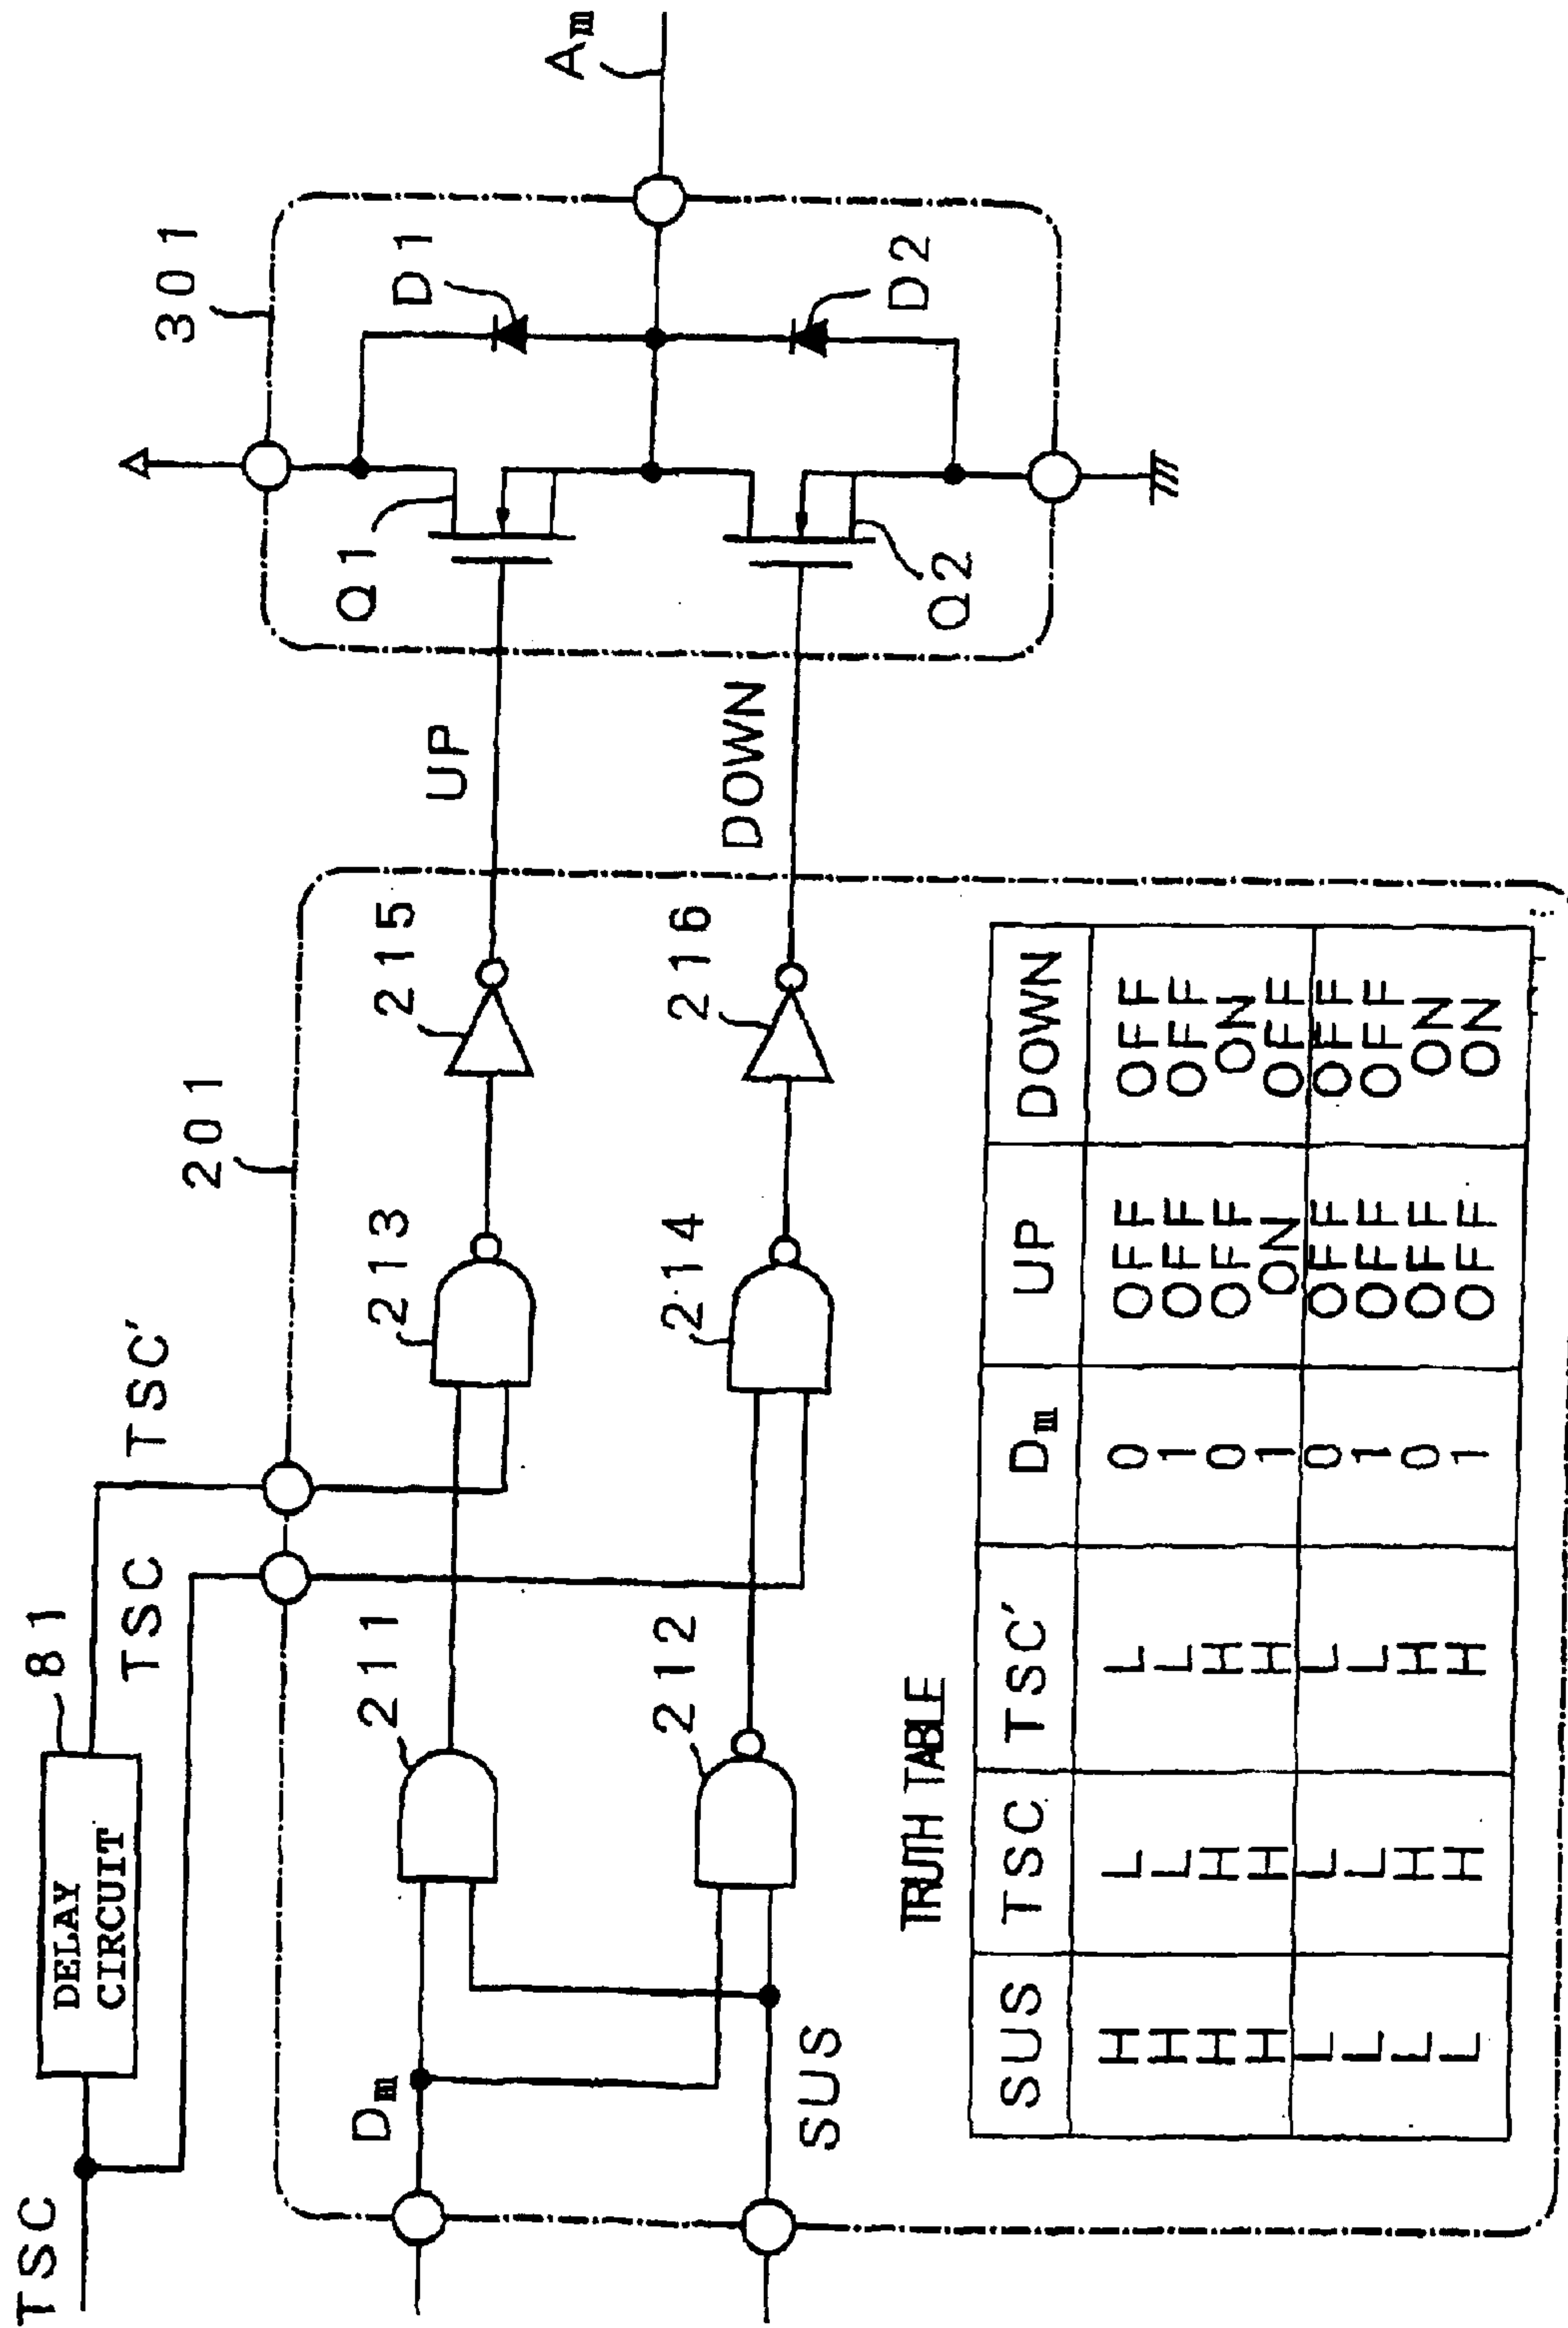 TSC
DELAY
CIRCUIT
81
TSC
TSC'
201
301
Dm
SUS
211
212
213
214
215
216
UP
DOWN
Q1
Q2
D1
D2
Am
TRUTH TABLE
SUS TSC TSC' Dm UP DOWN
H L L 0 OFF OFF
H L L 1 OFF OFF
H H H 0 OFF ON
H H H 1 ON OFF
L L L 0 OFF OFF
L L L 1 OFF OFF
L H H 0 OFF ON
L H H 1 OFF ON